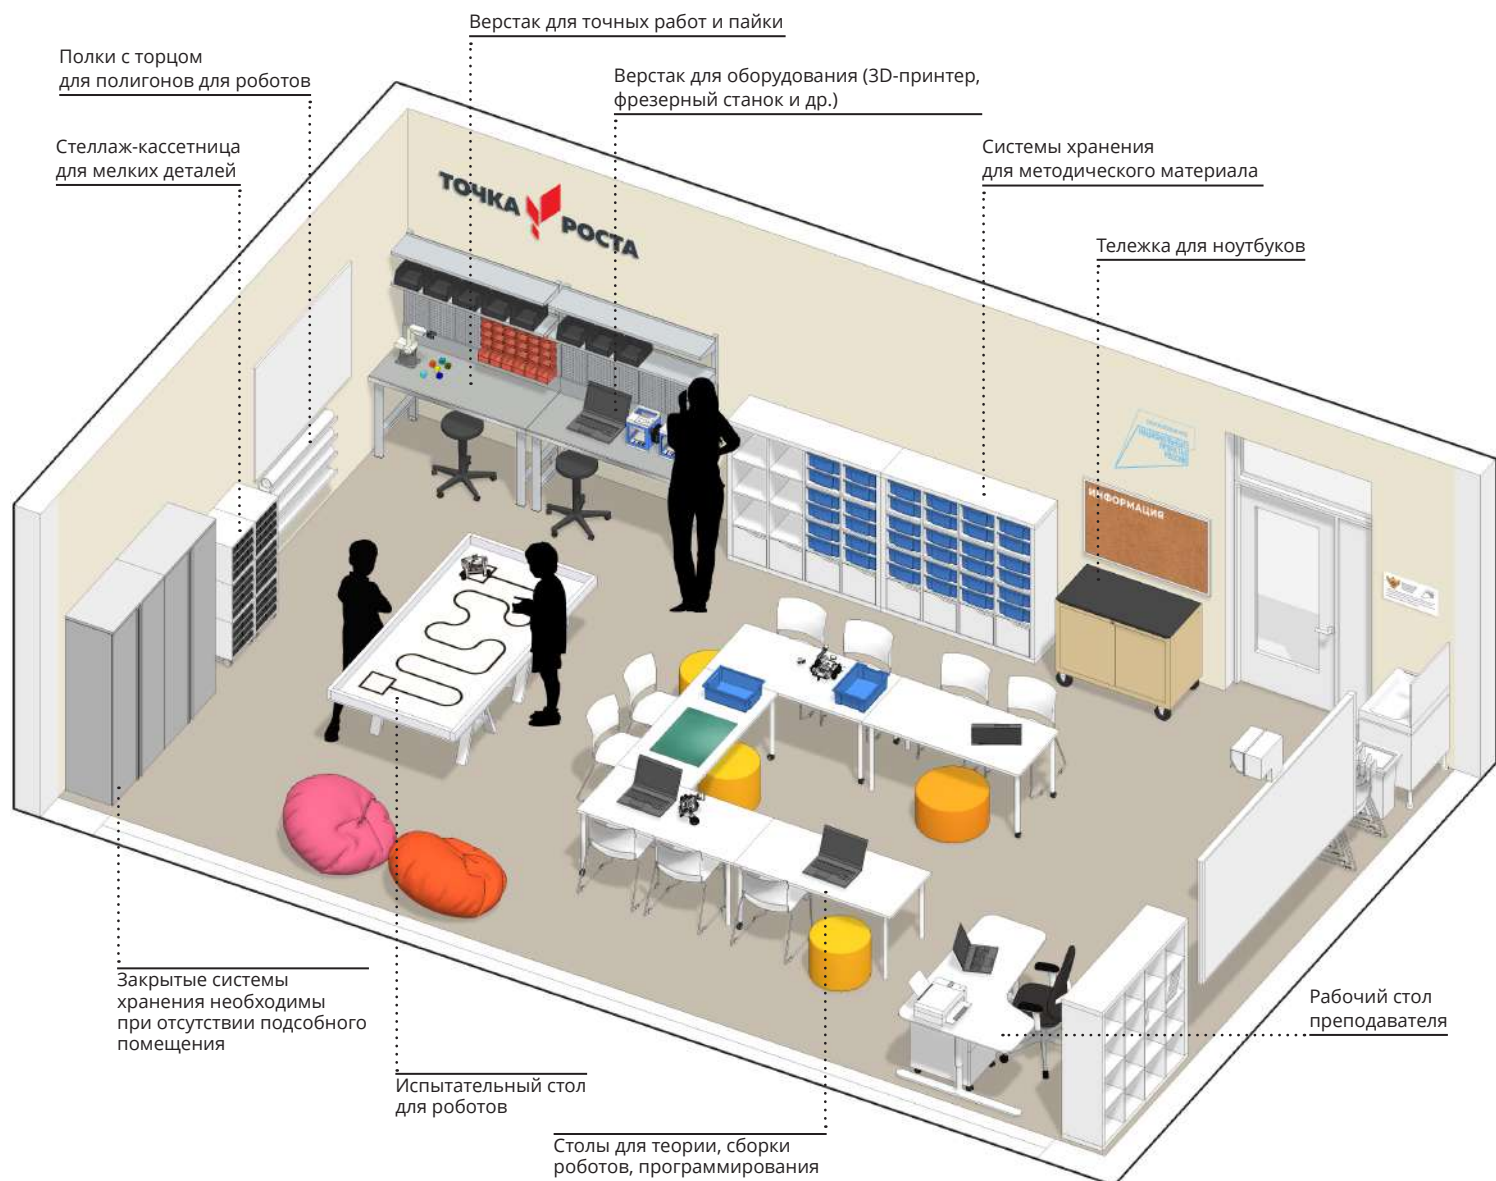 Верстак для точных работ и пайки
Полки с торцом
для полигонов для роботов
Верстак для оборудования (3D-принтер,
фрезерный станок и др.)
Стеллаж-кассетница
для мелких деталей
Системы хранения
для методического материала
ТОЧКА
РОСТА
Тележка для ноутбуков
ИНФОРМАЦИЯ
Закрытые системы
хранения необходимы
при отсутствии подсобного
помещения
Рабочий стол
преподавателя
Испытательный стол
для роботов
Столы для теории, сборки
роботов, программирования